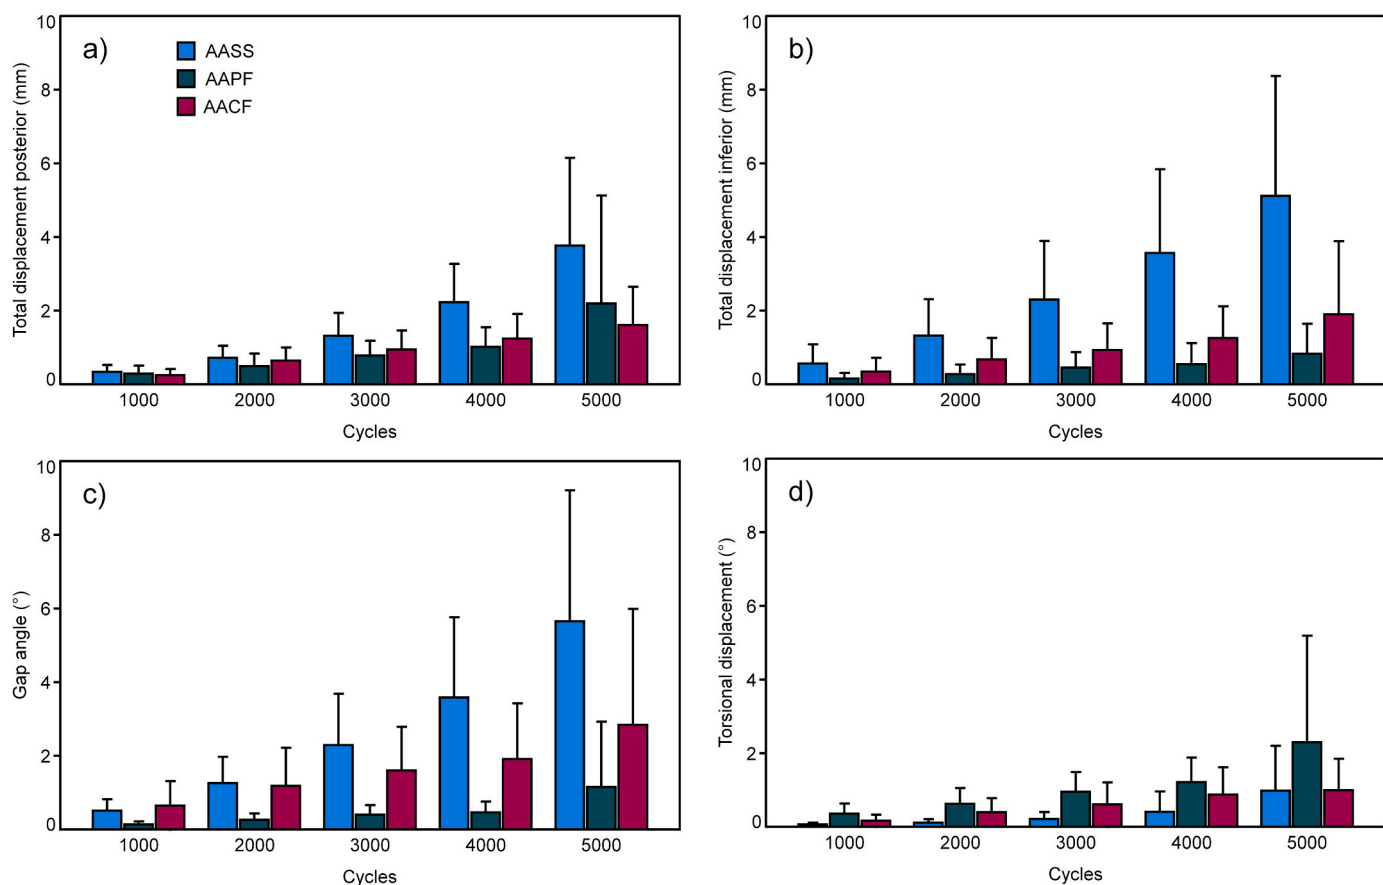 a)
AASS
AAPF
AACF
Total displacement posterior (mm)
10
8
6
4
2
0
1000 2000 3000 4000 5000
Cycles
b)
Total displacement inferior (mm)
10
8
6
4
2
0
1000 2000 3000 4000 5000
Cycles
c)
Gap angle (°)
10
8
6
4
2
0
1000 2000 3000 4000 5000
Cycles
d)
Torsional displacement (°)
10
8
6
4
2
0
1000 2000 3000 4000 5000
Cycles